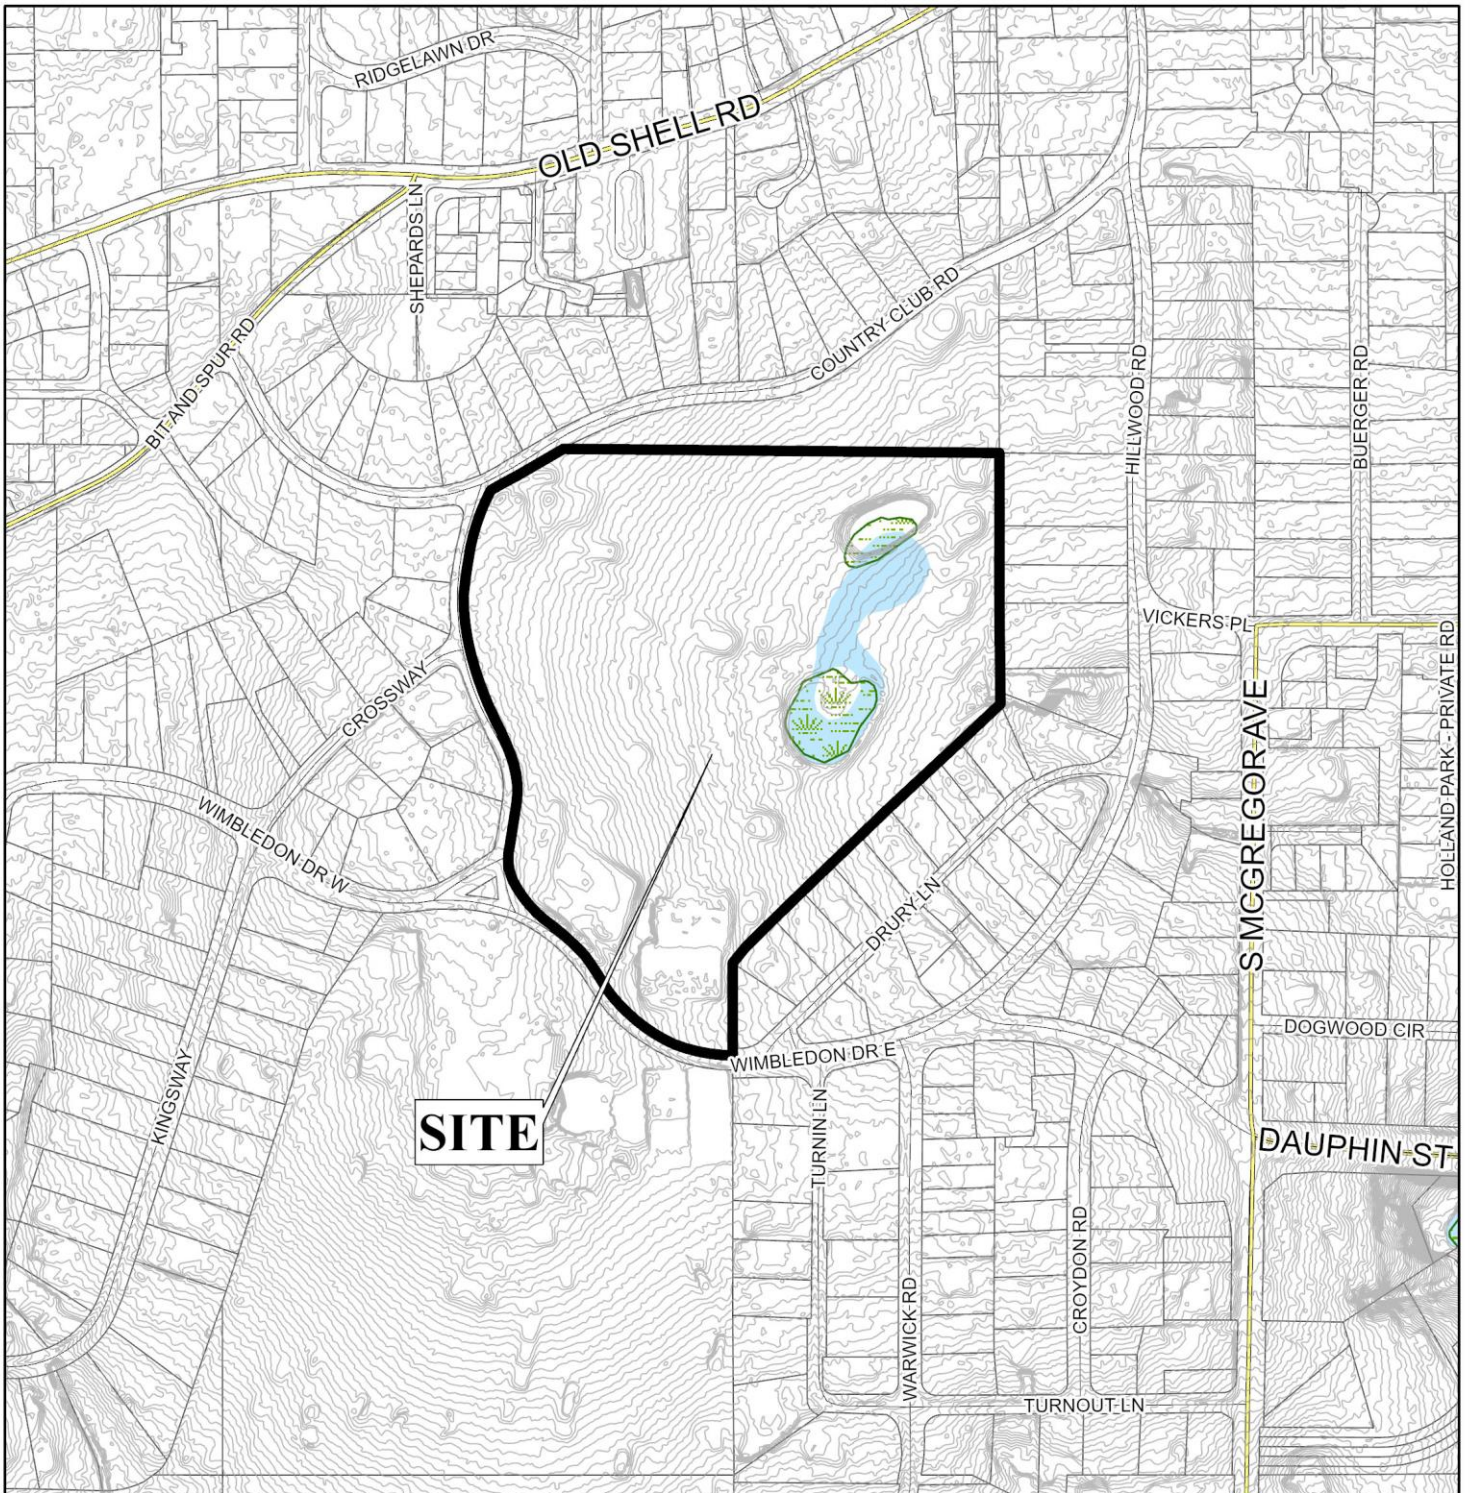 RIDGELAWN DR
OLD SHELL RD
SHEPARDS LN
COUNTRY CLUB RD
BIT AND SPUR RD
HILLWOOD RD
BUERGER RD
VICKERS PL
HOLLAND PARK - PRIVATE RD
CROSSWAY
S MCGREGOR AVE
WIMBLEDON DR W
DRURY LN
DOGWOOD CIR
WIMBLEDON DR E
KINGSWAY
TURNIN LN
SITE
DAUPHIN ST
CROYDON RD
WARWICK RD
TURNOUT LN